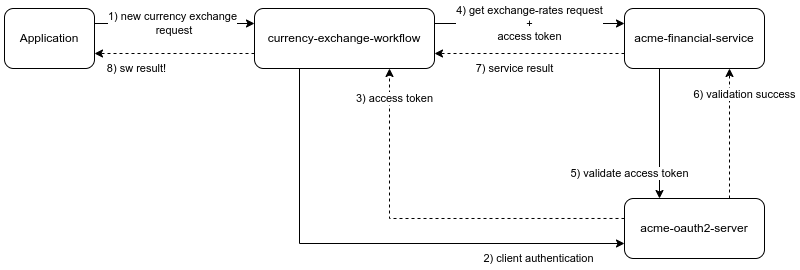 1) new currency exchange
request
4) get exchange-rates request
+
access token
Application
currency-exchange-workflow
acme-financial-service
8) sw result!
7) service result
3) access token
6) validation success
5) validate access token
acme-oauth2-server
2) client authentication